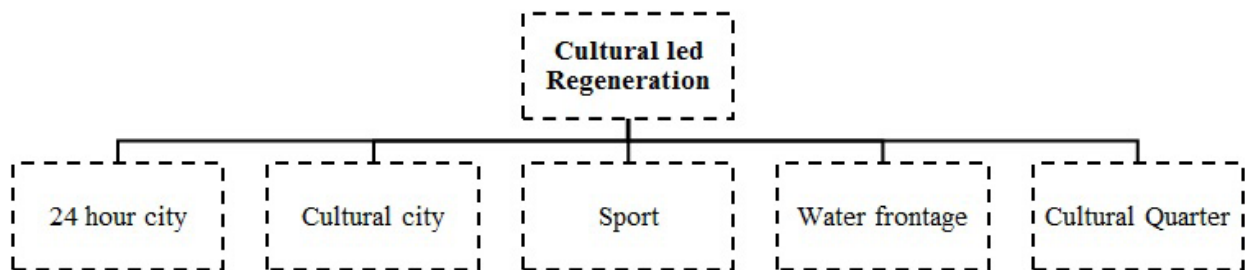 Cultural led
Regeneration
24 hour city
Cultural city
Sport
Water frontage
Cultural Quarter